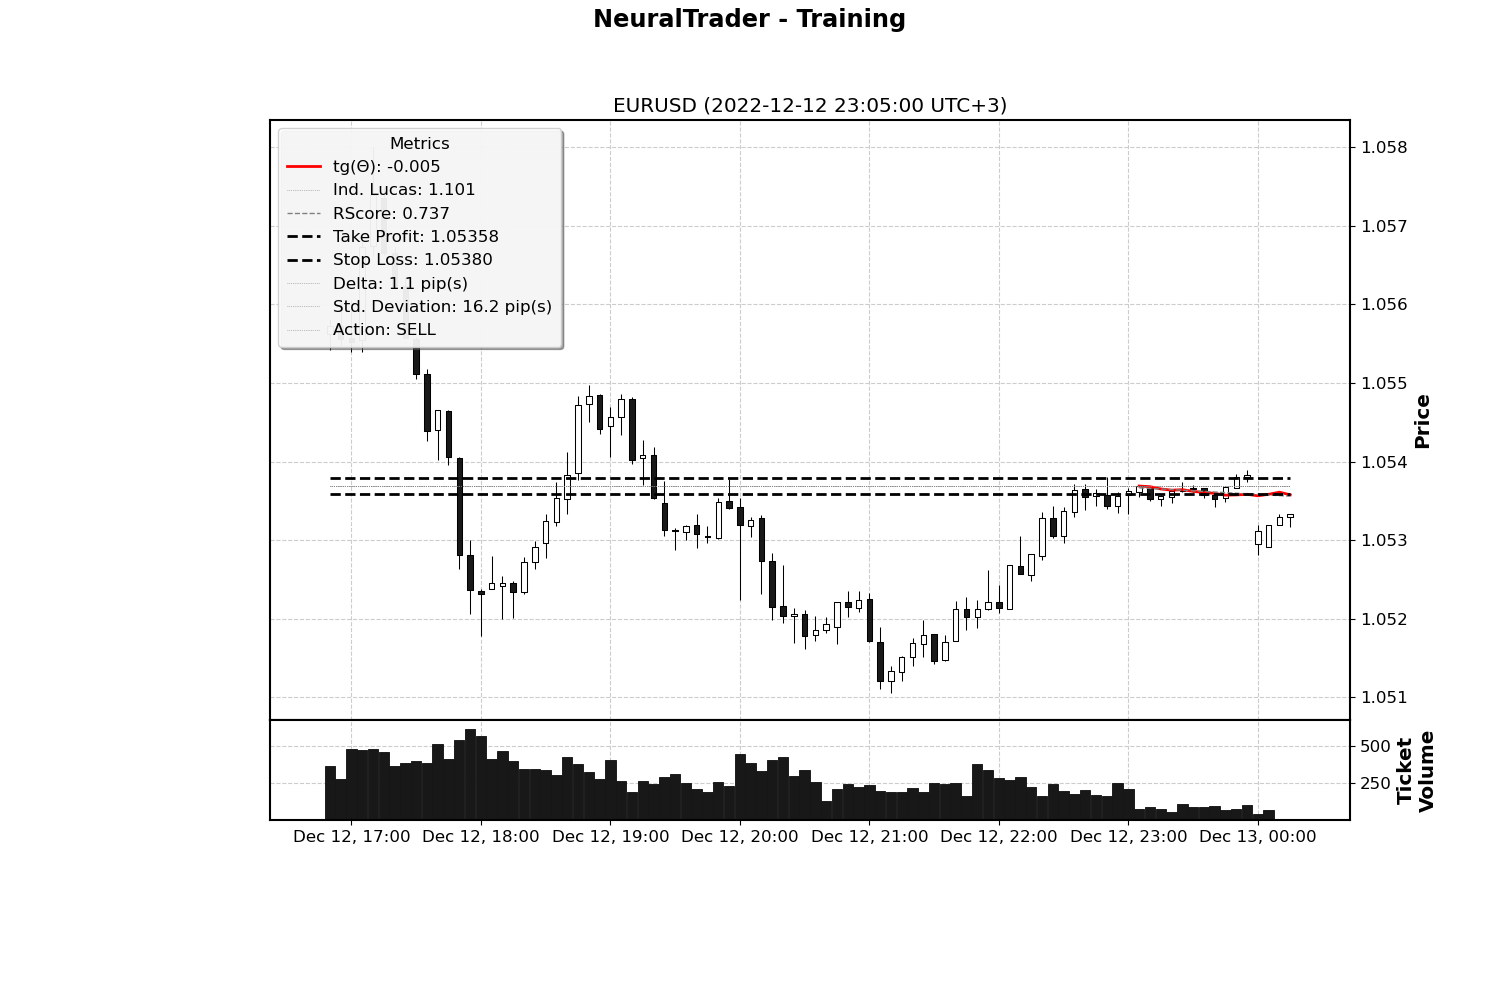 NeuralTrader - Training
EURUSD (2022-12-12 23:05:00 UTC+3)
Metrics
tg(Θ): -0.005
Ind. Lucas: 1.101
RScore: 0.737
Take Profit: 1.05358
Stop Loss: 1.05380
Delta: 1.1 pip(s)
Std. Deviation: 16.2 pip(s)
Action: SELL
1.058
1.057
1.056
1.055
1.054
1.053
1.052
1.051
Price
500
250
Ticket
Volume
Dec 12, 17:00
Dec 12, 18:00
Dec 12, 19:00
Dec 12, 20:00
Dec 12, 21:00
Dec 12, 22:00
Dec 12, 23:00
Dec 13, 00:00